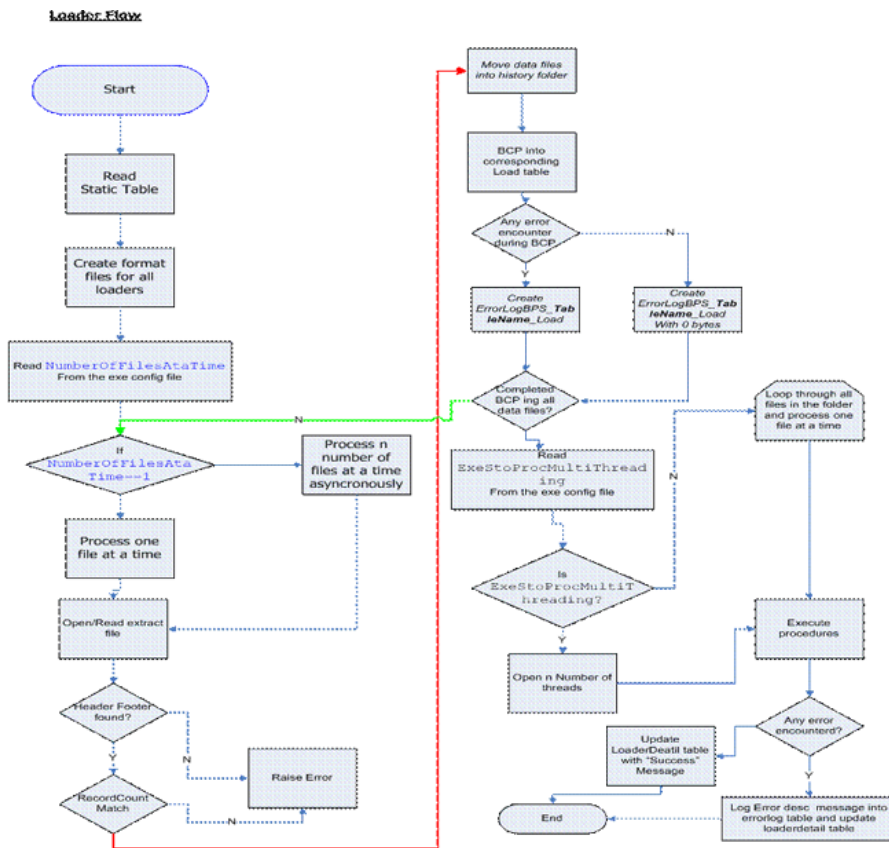 Loader Flow
Start
Read
Static Table
Create format
files for all
loaders
Read NumberOfFilesAtaTime
From the exe config file
If
NumberOfFilesAta
Time==1
Process n
number of
files at a time
asyncronously
Process one
file at a time
Open/Read extract
file
Header Footer
found?
Y
N
RecordCount
Match
N
Raise Error
Move data files
into history folder
BCP into
corresponding
Load table
Any error
encounter
during BCP
N
Y
Create
ErrorLogBPS_Tab
leName_Load
Create
ErrorLogBPS_Tab
leName_Load
With 0 bytes
Completed
BCP ing all
data files?
N
Loop through all
files in the folder
and process one
file at a time
Read
ExeStoProcMultiThread
ing
From the exe config file
N
Is
ExeStoProcMultiT
hreading?
Y
Execute
procedures
Open n Number of
threads
Any error
encounterd?
Update
LoaderDeatil table
with "Success"
Message
Y
End
Log Error desc message into
errorlog table and update
loaderdetail table